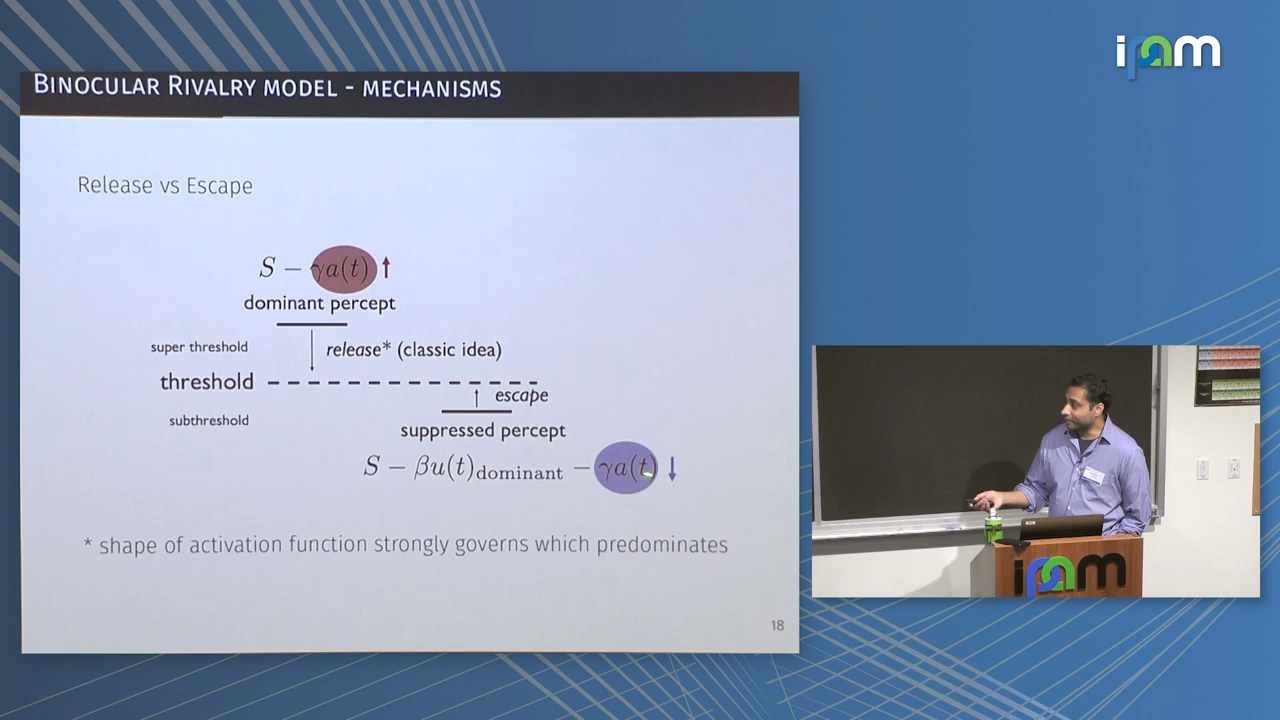 ipam
BINOCULAR RIVALRY MODEL - MECHANISMS
Release vs Escape
S − γa(t) ↑
dominant percept
super threshold
release* (classic idea)
threshold
escape
subthreshold
suppressed percept
S − βu(t)dominant − γa(t) ↓
* shape of activation function strongly governs which predominates
18
ipam